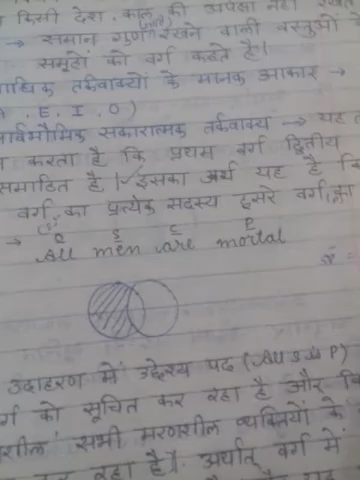 किसी देश, काल की अपेक्षा नहीं रखते
→ समान गुण रखने वाली वस्तुओं के
समूहों को वर्ग कहते हैं।
तर्कवाक्यों के मानक आकार →
, E, I, O)
सार्वभौमिक सकारात्मक तर्कवाक्य → यह
करता है कि प्रथम वर्ग द्वितीय
समाहित है। इसका अर्थ यह है कि
वर्ग का प्रत्येक सदस्य दूसरे वर्ग का
→ Q S C P
All men are mortal
उदाहरण में उद्देश्य पद (All S is P)
को सूचित कर रहा है और
सभी मरणशील व्यक्तियों के
रहा है। अर्थात् वर्ग में